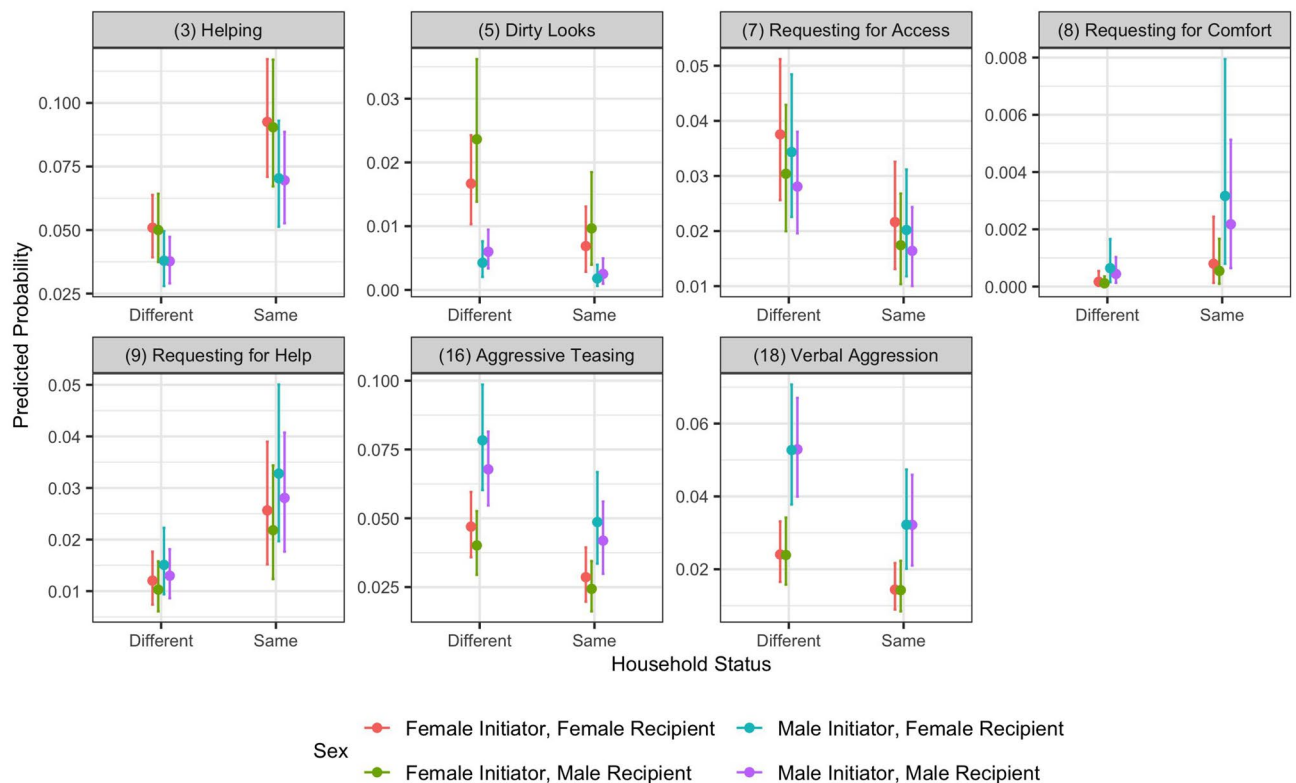 (3) Helping
(5) Dirty Looks
(7) Requesting for Access
(8) Requesting for Comfort
0.100
0.075
0.050
0.025
Different
Same
0.03
0.02
0.01
0.00
Different
Same
0.05
0.04
0.03
0.02
0.01
Different
Same
0.008
0.006
0.004
0.002
0.000
Different
Same
Predicted Probability
(9) Requesting for Help
(16) Aggressive Teasing
(18) Verbal Aggression
0.05
0.04
0.03
0.02
0.01
Different
Same
0.100
0.075
0.050
0.025
Different
Same
0.06
0.04
0.02
Different
Same
Household Status
Sex
Female Initiator, Female Recipient
Male Initiator, Female Recipient
Female Initiator, Male Recipient
Male Initiator, Male Recipient